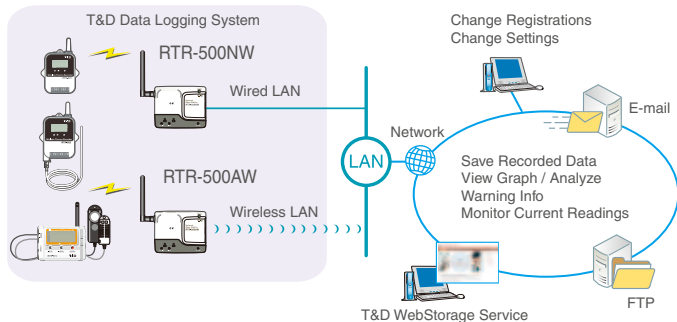 T&D Data Logging System
RTR-500NW
Wired LAN
RTR-500AW
Wireless LAN
LAN
Network
Change Registrations
Change Settings
E-mail
Save Recorded Data
View Graph / Analyze
Warning Info
Monitor Current Readings
FTP
T&D WebStorage Service